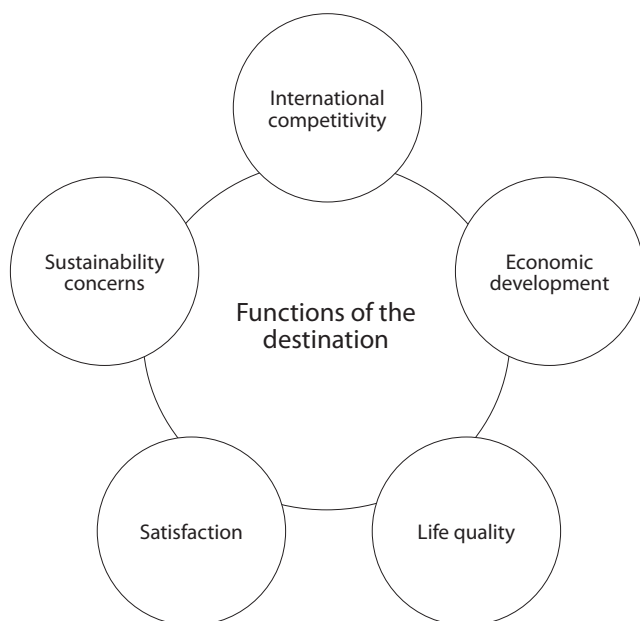 International
competitivity
Sustainability
concerns
Economic
development
Functions of the
destination
Satisfaction
Life quality